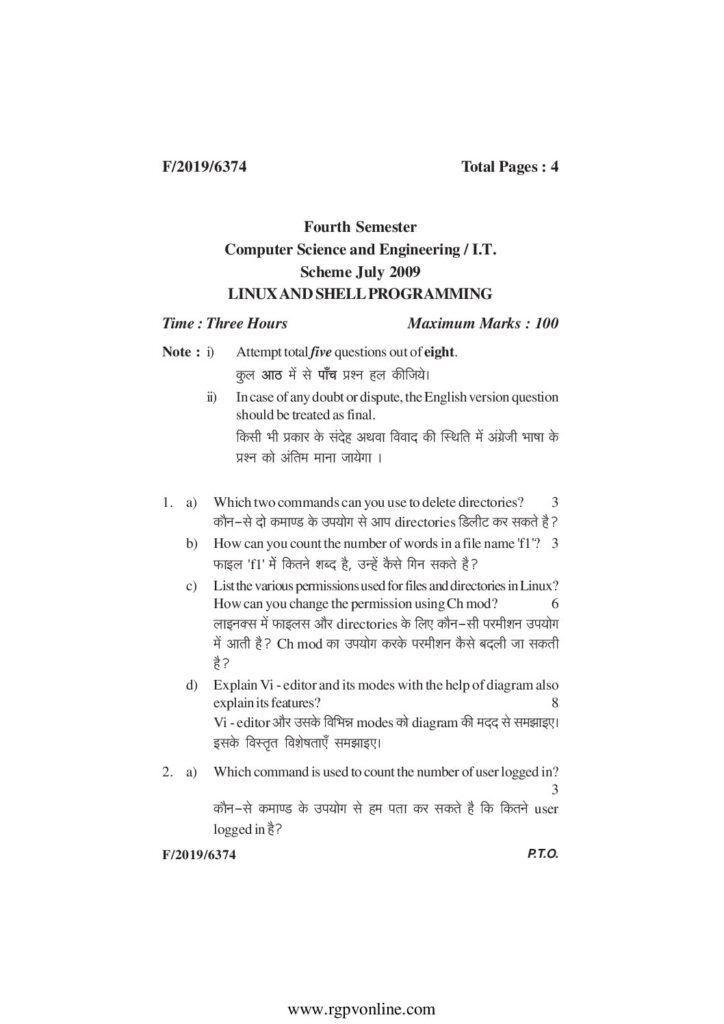 F/2019/6374 Total Pages : 4
Fourth Semester
Computer Science and Engineering / I.T.
Scheme July 2009
LINUX AND SHELL PROGRAMMING
Time : Three Hours Maximum Marks : 100
Note : i) Attempt total five questions out of eight.
कुल आठ में से पाँच प्रश्न हल कीजिये।
ii) In case of any doubt or dispute, the English version question
should be treated as final.
किसी भी प्रकार के संदेह अथवा विवाद की स्थिति में अंग्रेजी भाषा के
प्रश्न को अंतिम माना जायेगा ।
1. a) Which two commands can you use to delete directories? 3
कौन-से दो कमाण्ड के उपयोग से आप directories डिलीट कर सकते है?
b) How can you count the number of words in a file name 'f1'? 3
फाइल 'f1' में कितने शब्द है, उन्हें कैसे गिन सकते है?
c) List the various permissions used for files and directories in Linux?
How can you change the permission using Ch mod? 6
लाइनक्स में फाइलस और directories के लिए कौन-सी परमीशन उपयोग
में आती है? Ch mod का उपयोग करके परमीशन कैसे बदली जा सकती
है?
d) Explain Vi - editor and its modes with the help of diagram also
explain its features? 8
Vi - editor और उसके विभिन्न modes को diagram की मदद से समझाइए।
इसके विस्तृत विशेषताएँ समझाइए।
2. a) Which command is used to count the number of user logged in?
3
कौन-से कमाण्ड के उपयोग से हम पता कर सकते है कि कितने user
logged in है?
F/2019/6374 P.T.O.
www.rgpvonline.com